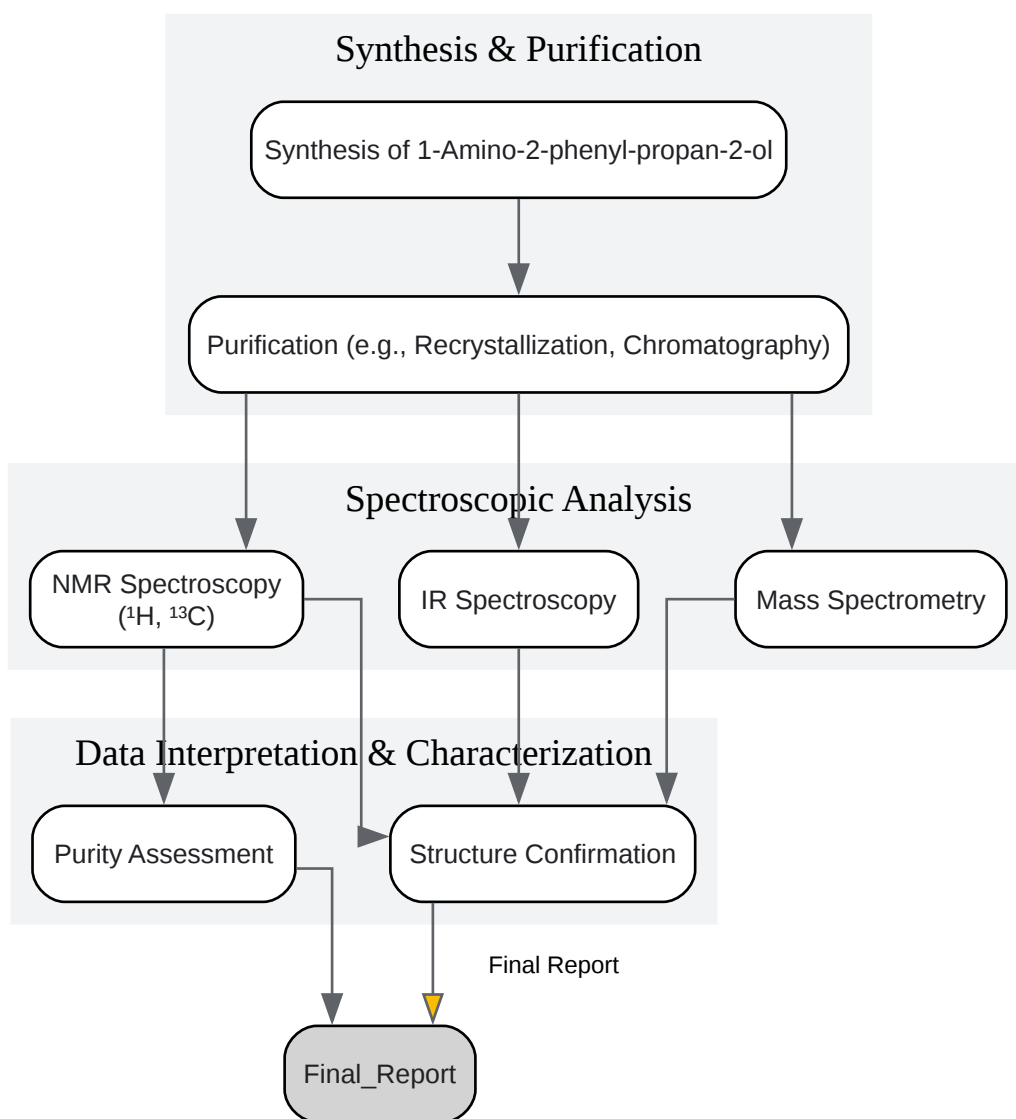 Synthesis & Purification
Synthesis of 1-Amino-2-phenyl-propan-2-ol
Purification (e.g., Recrystallization, Chromatography)
Spectroscopic Analysis
NMR Spectroscopy
(¹H, ¹³C)
IR Spectroscopy
Mass Spectrometry
Data Interpretation & Characterization
Purity Assessment
Structure Confirmation
Final Report
Final_Report